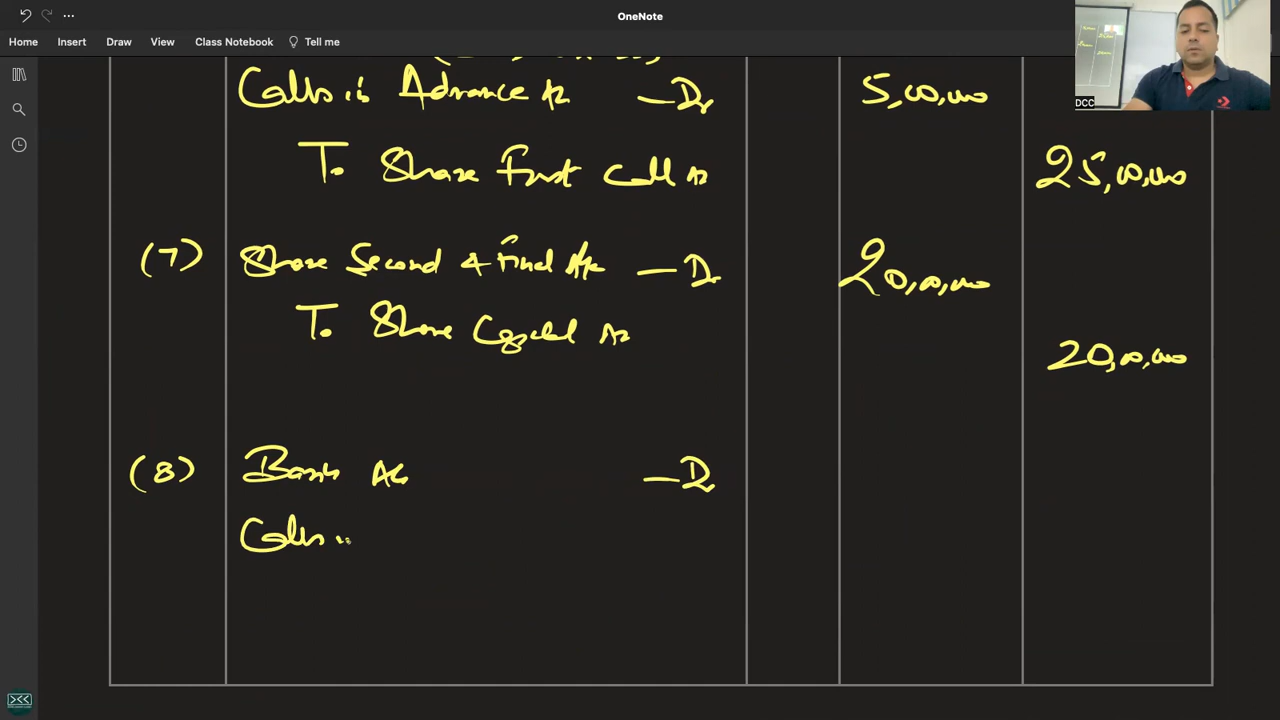 OneNote
Home Insert Draw View Class Notebook Tell me
Calls in Advance A/c — Dr 5,00,000
To Share First Call A/c 25,00,000
(7) Share Second & Final A/c — Dr 20,00,000
To Share Capital A/c
20,00,000
(8) Bank A/c — Dr
Calls
DCC
DCC